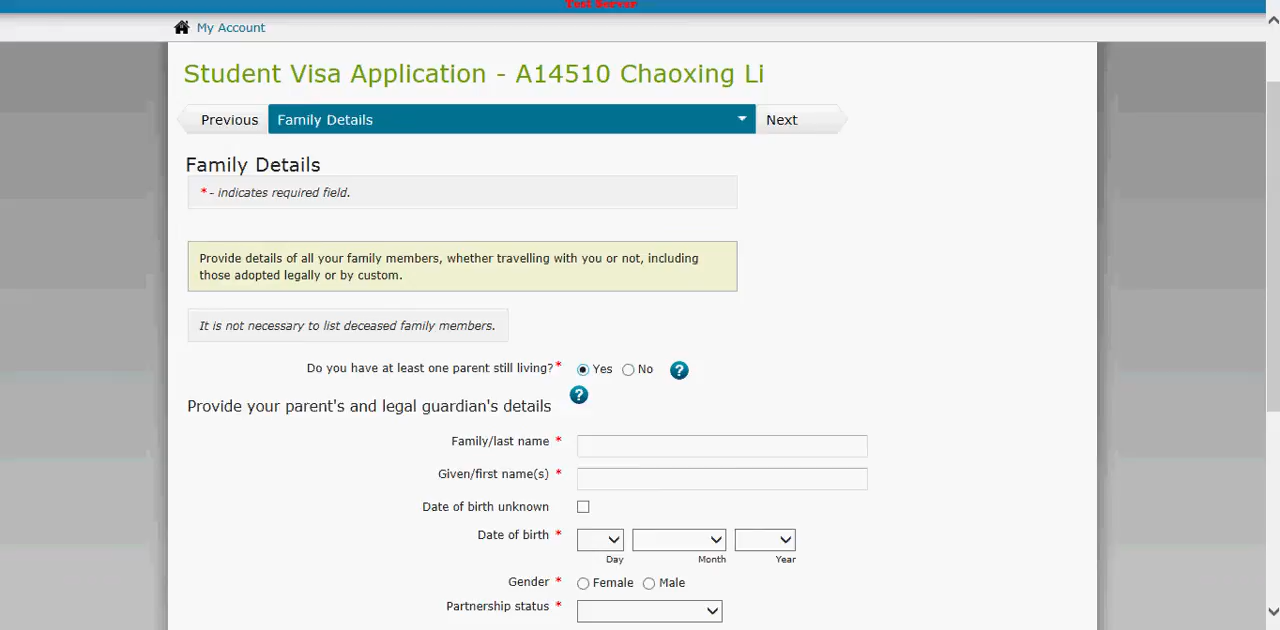 Test Server
My Account
Student Visa Application - A14510 Chaoxing Li
Previous
Family Details
Next
Family Details
* - indicates required field.
Provide details of all your family members, whether travelling with you or not, including
those adopted legally or by custom.
It is not necessary to list deceased family members.
Do you have at least one parent still living? * Yes No ?
Provide your parent's and legal guardian's details ?
Family/last name *
Given/first name(s) *
Date of birth unknown
Date of birth *
Day Month Year
Gender * Female Male
Partnership status *